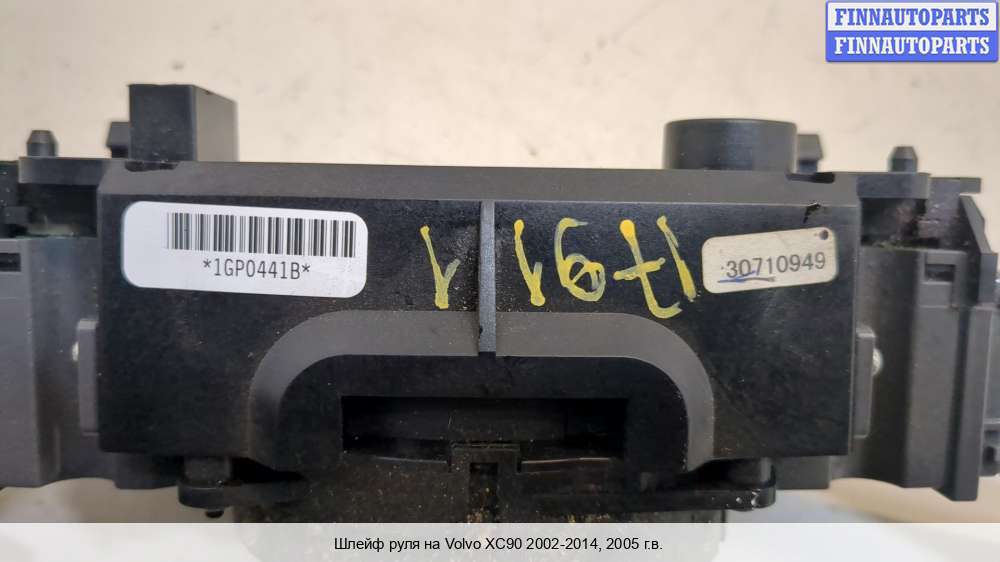 FINNAUTOPARTS
FINNAUTOPARTS
*1GP0441B*
30710949
Шлейф руля на Volvo XC90 2002-2014, 2005 г.в.